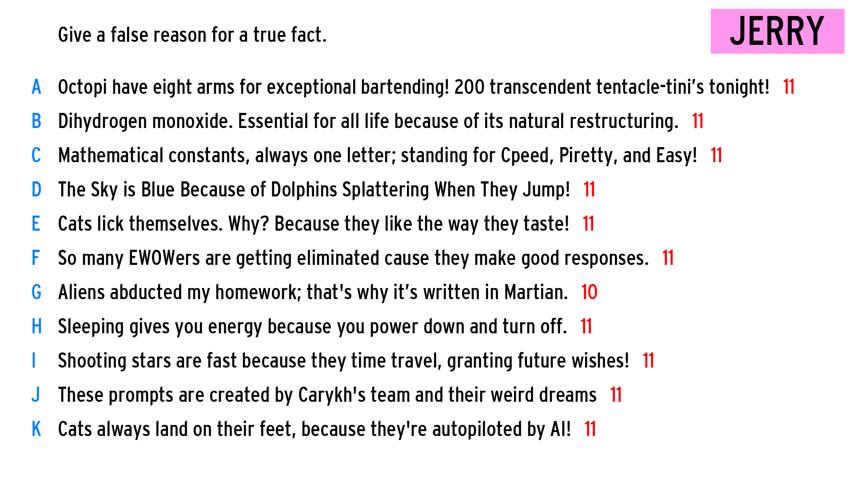 Give a false reason for a true fact.
JERRY
A Octopi have eight arms for exceptional bartending! 200 transcendent tentacle-tini’s tonight! 11
B Dihydrogen monoxide. Essential for all life because of its natural restructuring. 11
C Mathematical constants, always one letter; standing for Cpeed, Piretty, and Easy! 11
D The Sky is Blue Because of Dolphins Splattering When They Jump! 11
E Cats lick themselves. Why? Because they like the way they taste! 11
F So many EWOWers are getting eliminated cause they make good responses. 11
G Aliens abducted my homework; that's why it’s written in Martian. 10
H Sleeping gives you energy because you power down and turn off. 11
I Shooting stars are fast because they time travel, granting future wishes! 11
J These prompts are created by Carykh's team and their weird dreams 11
K Cats always land on their feet, because they're autopiloted by AI! 11